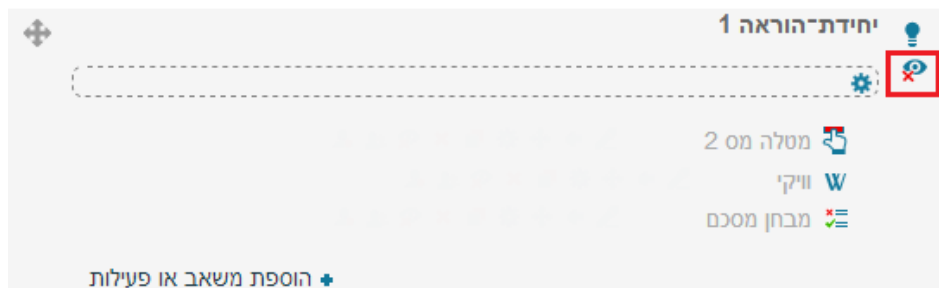 יחידת־הוראה 1
מטלה מס 2
וויקי
מבחן מסכם
הוספת משאב או פעילות